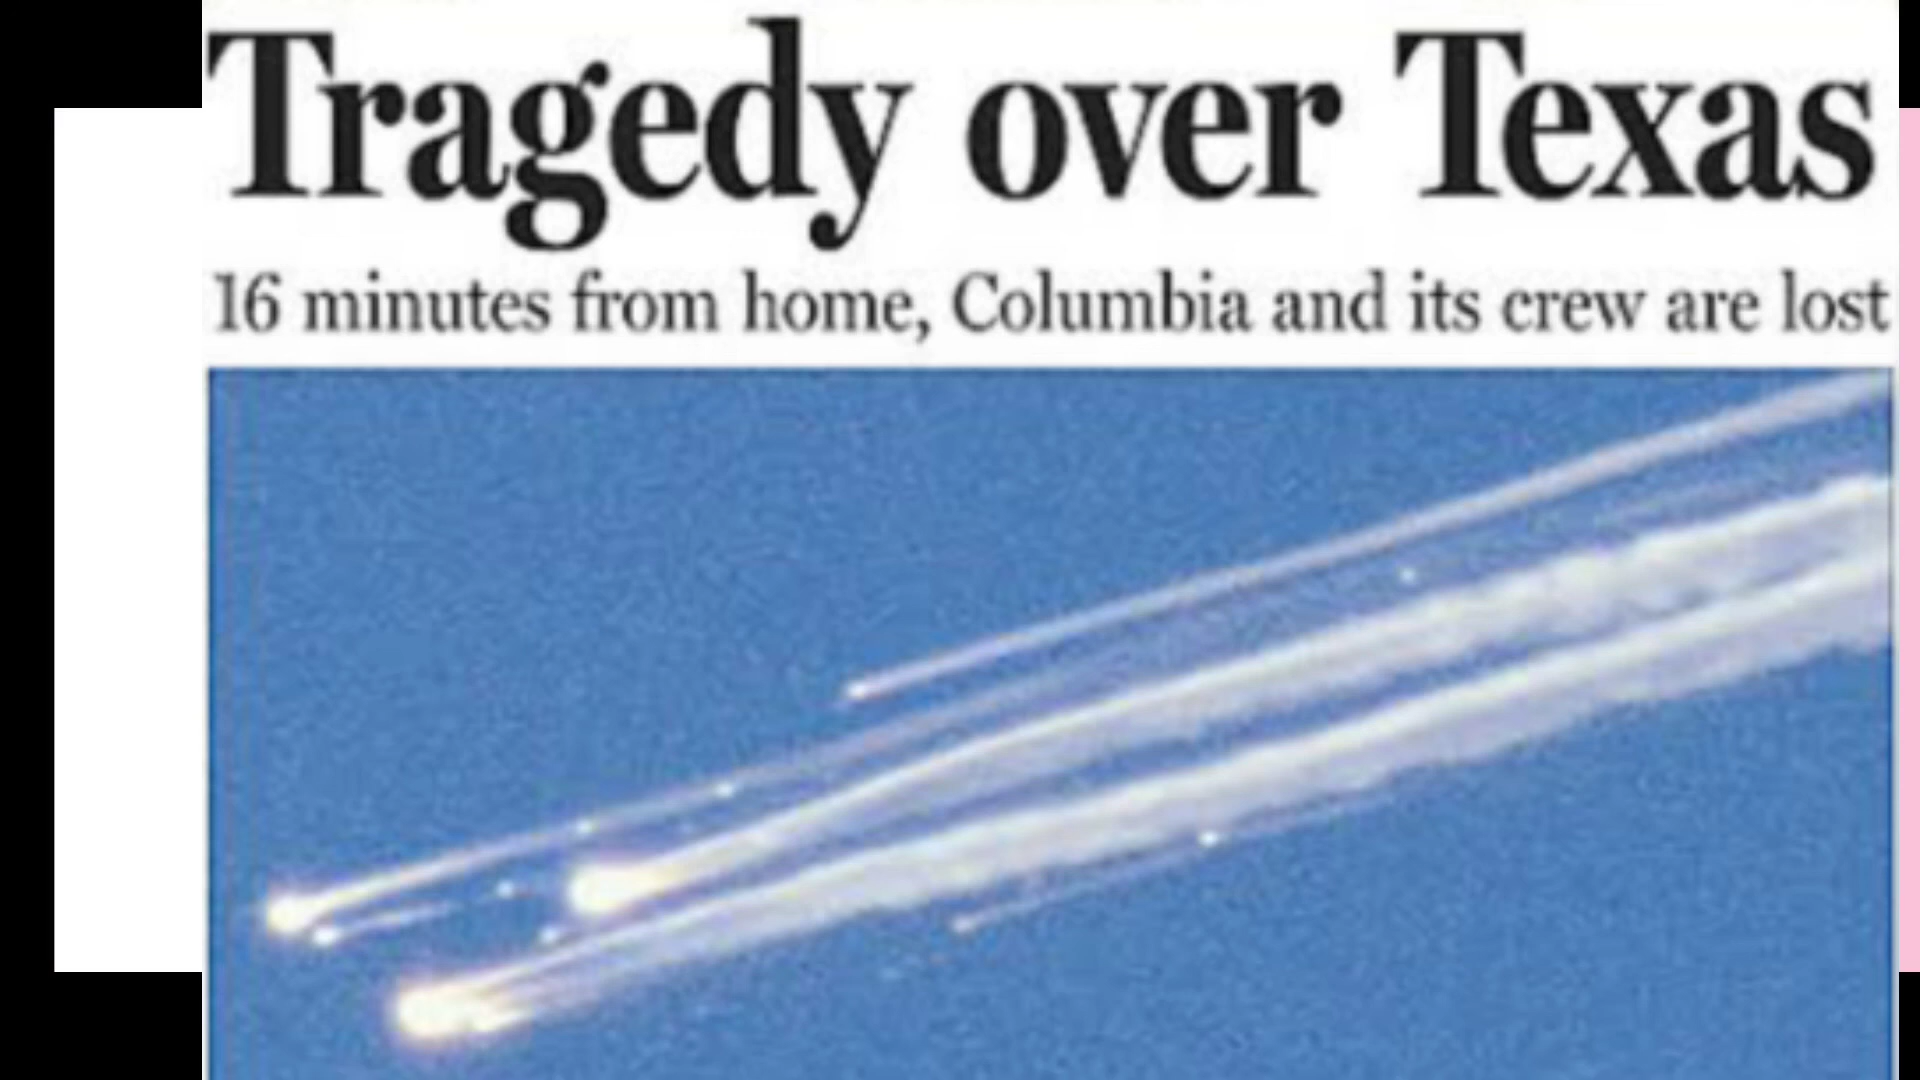 Tragedy over Texas
16 minutes from home, Columbia and its crew are lost